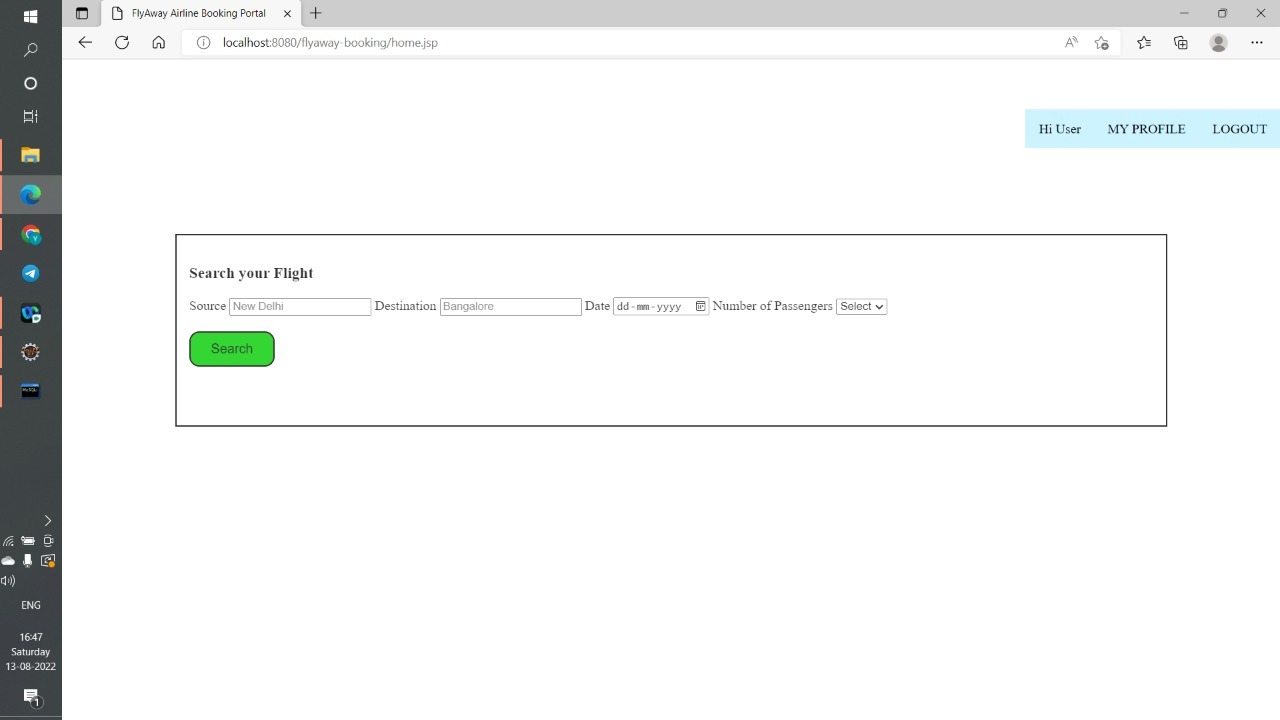 FlyAway Airline Booking Portal
localhost:8080/flyaway-booking/home.jsp
Hi User MY PROFILE LOGOUT
Search your Flight
Source New Delhi Destination Bangalore Date dd-mm-yyyy Number of Passengers Select
Search
ENG
16:47
Saturday
13-08-2022
1